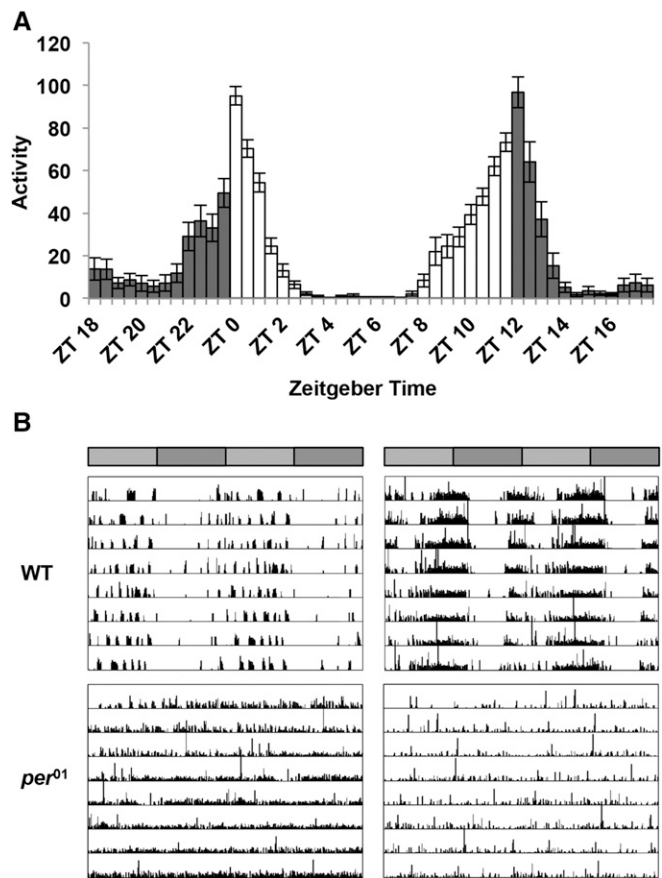 A
120
100
80
60
40
20
0
Activity
ZT 18
ZT 20
ZT 22
ZT 0
ZT 2
ZT 4
ZT 6
ZT 8
ZT 10
ZT 12
ZT 14
ZT 16
Zeitgeber Time
B
WT
per⁰¹